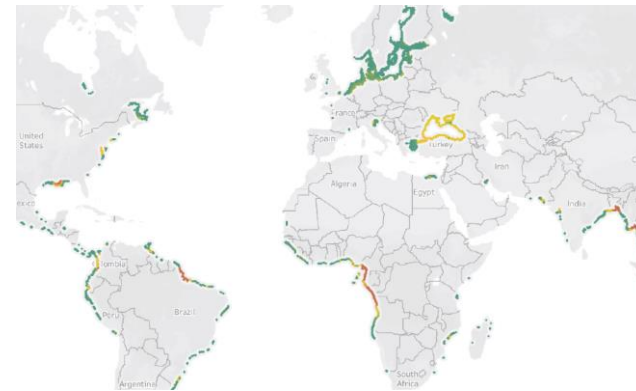 United
States
France
Spain
Turkey
Iran
Algeria
Egypt
India
Brazil
Peru
South
Africa
Argentina